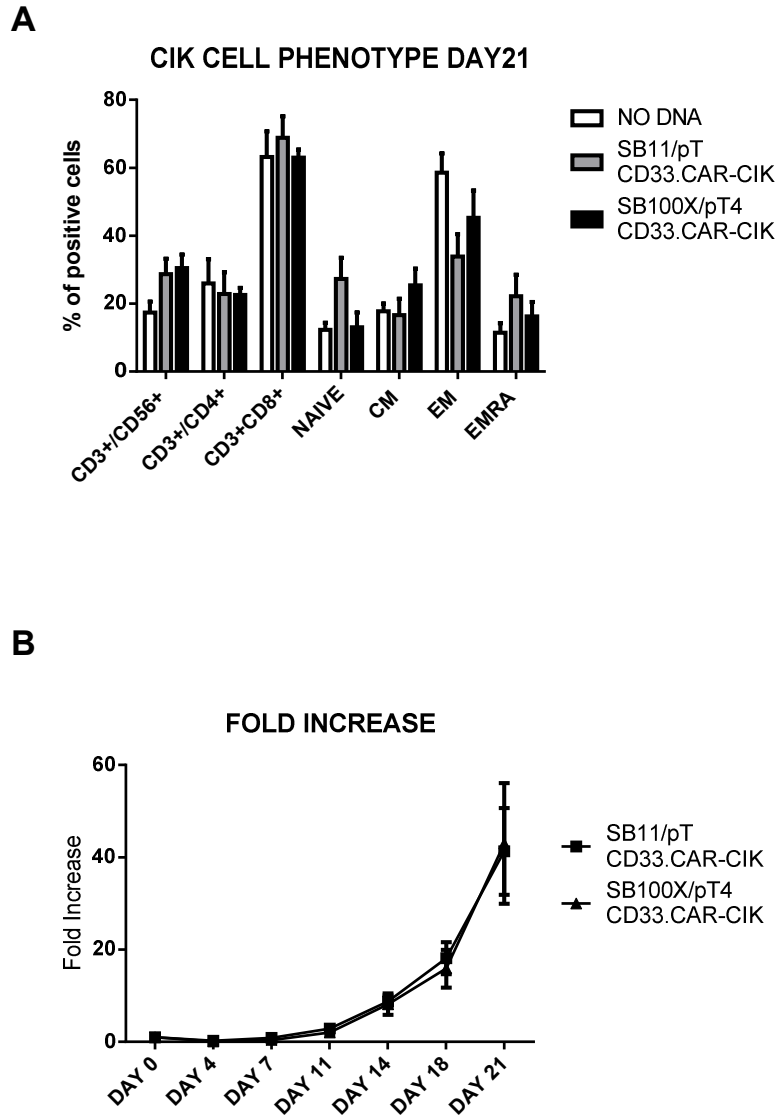 A
CIK CELL PHENOTYPE DAY21
% of positive cells
80
60
40
20
0
CD3+/CD56+
CD3+/CD4+
CD3+CD8+
NAIVE
CM
EM
EMRA
NO DNA
SB11/pT
CD33.CAR-CIK
SB100X/pT4
CD33.CAR-CIK
B
FOLD INCREASE
Fold Increase
60
40
20
0
DAY 0
DAY 4
DAY 7
DAY 11
DAY 14
DAY 18
DAY 21
SB11/pT
CD33.CAR-CIK
SB100X/pT4
CD33.CAR-CIK